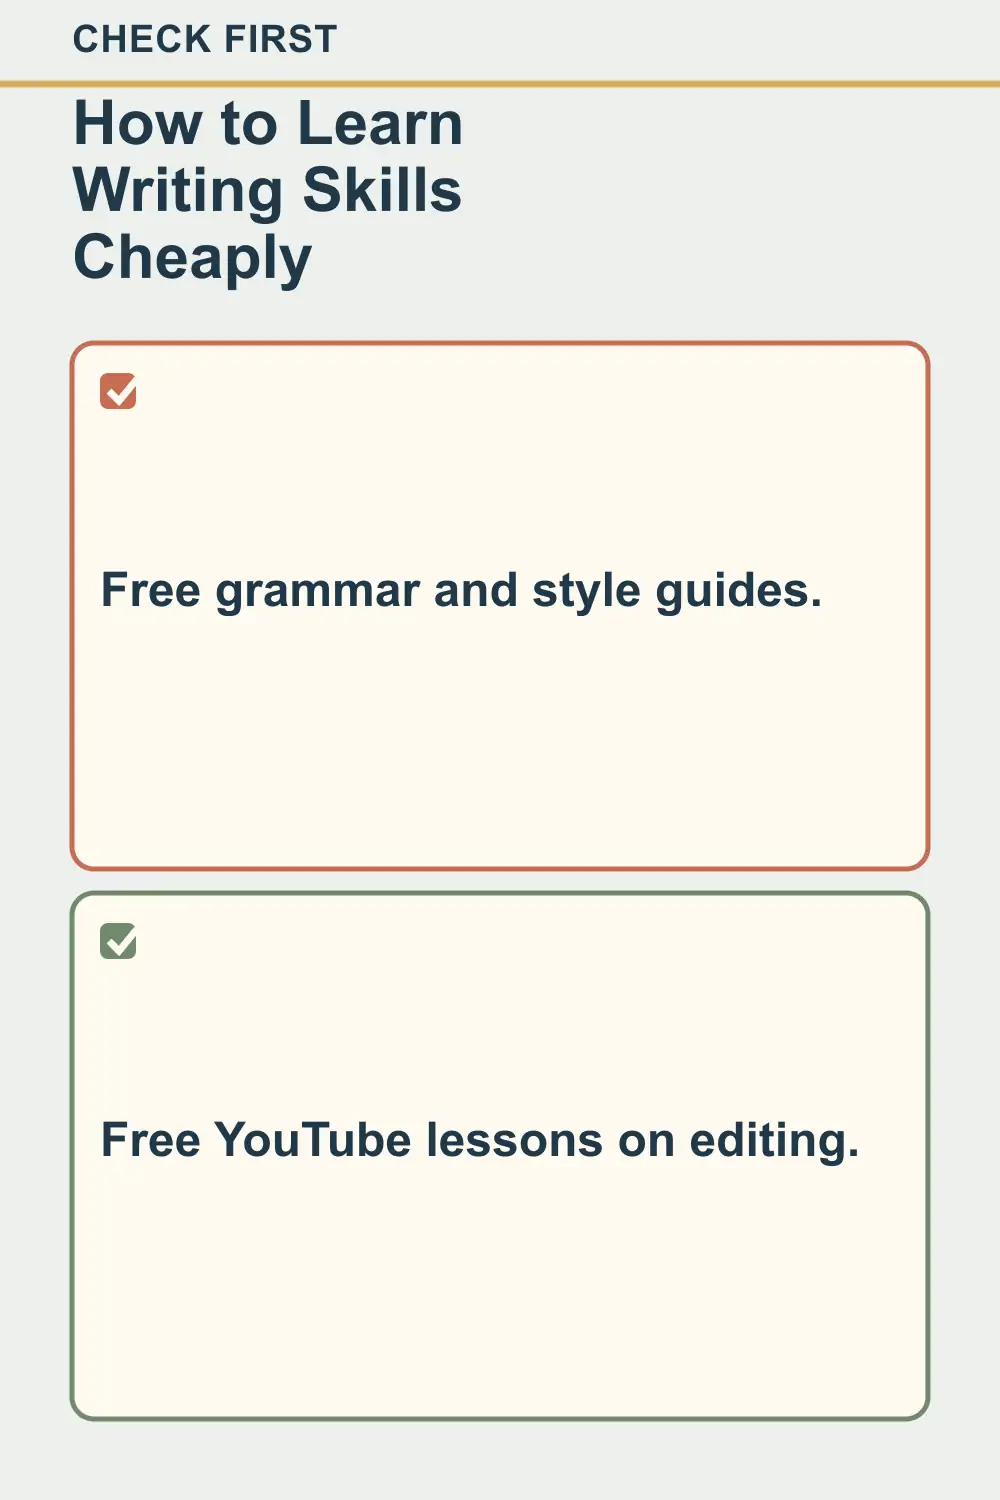 CHECK FIRST
How to Learn
Writing Skills
Cheaply
Free grammar and style guides.
Free YouTube lessons on editing.